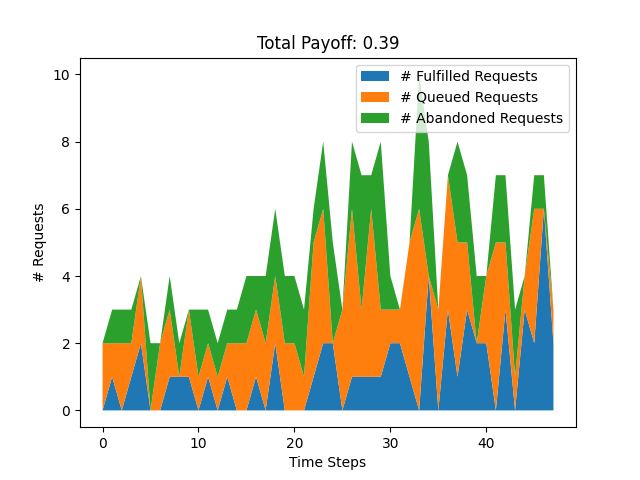 Total Payoff: 0.39
10
8
6
4
2
0
# Requests
# Fulfilled Requests
# Queued Requests
# Abandoned Requests
0 10 20 30 40
Time Steps